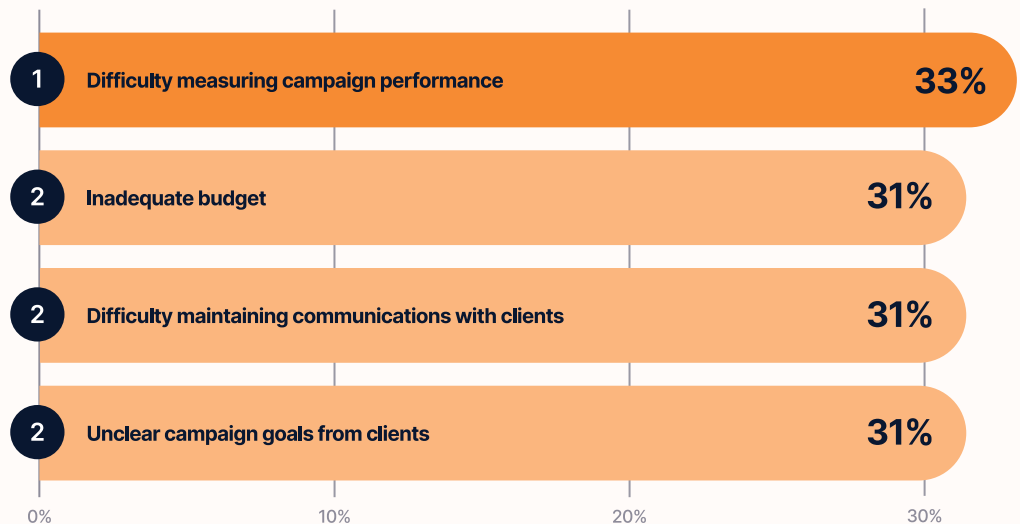 1 Difficulty measuring campaign performance 33%
2 Inadequate budget 31%
2 Difficulty maintaining communications with clients 31%
2 Unclear campaign goals from clients 31%
0% 10% 20% 30%